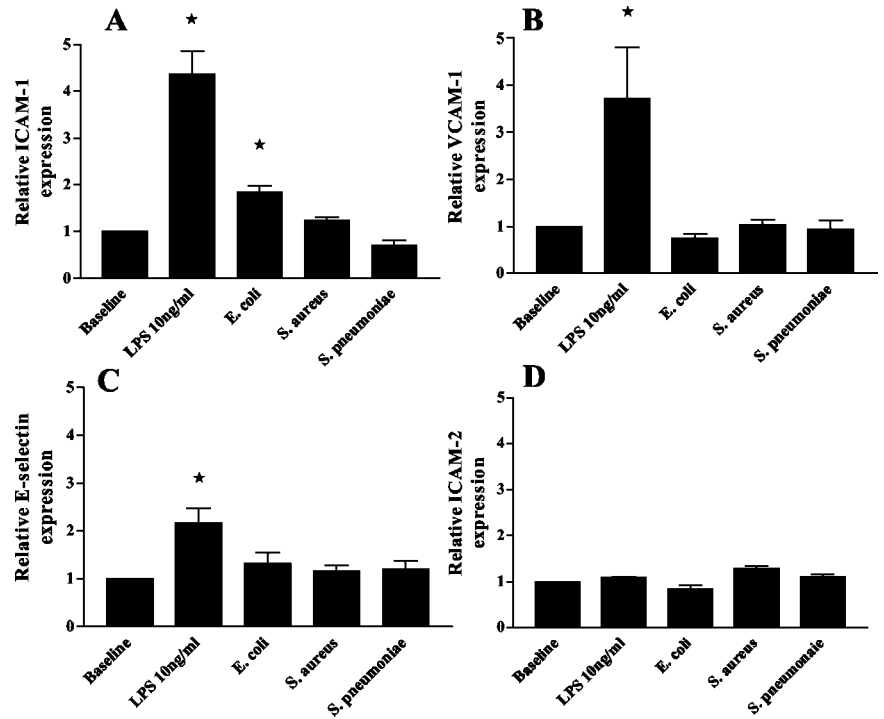 A
Relative ICAM-1
expression
5
4
3
2
1
0
Baseline
LPS 10ng/ml
E. coli
S. aureus
S. pneumoniae
B
Relative VCAM-1
expression
5
4
3
2
1
0
Baseline
LPS 10ng/ml
E. coli
S. aureus
S. pneumoniae
C
Relative E-selectin
expression
5
4
3
2
1
0
Baseline
LPS 10ng/ml
E. coli
S. aureus
S. pneumoniae
D
Relative ICAM-2
expression
5
4
3
2
1
0
Baseline
LPS 10ng/ml
E. coli
S. aureus
S. pneumonaie